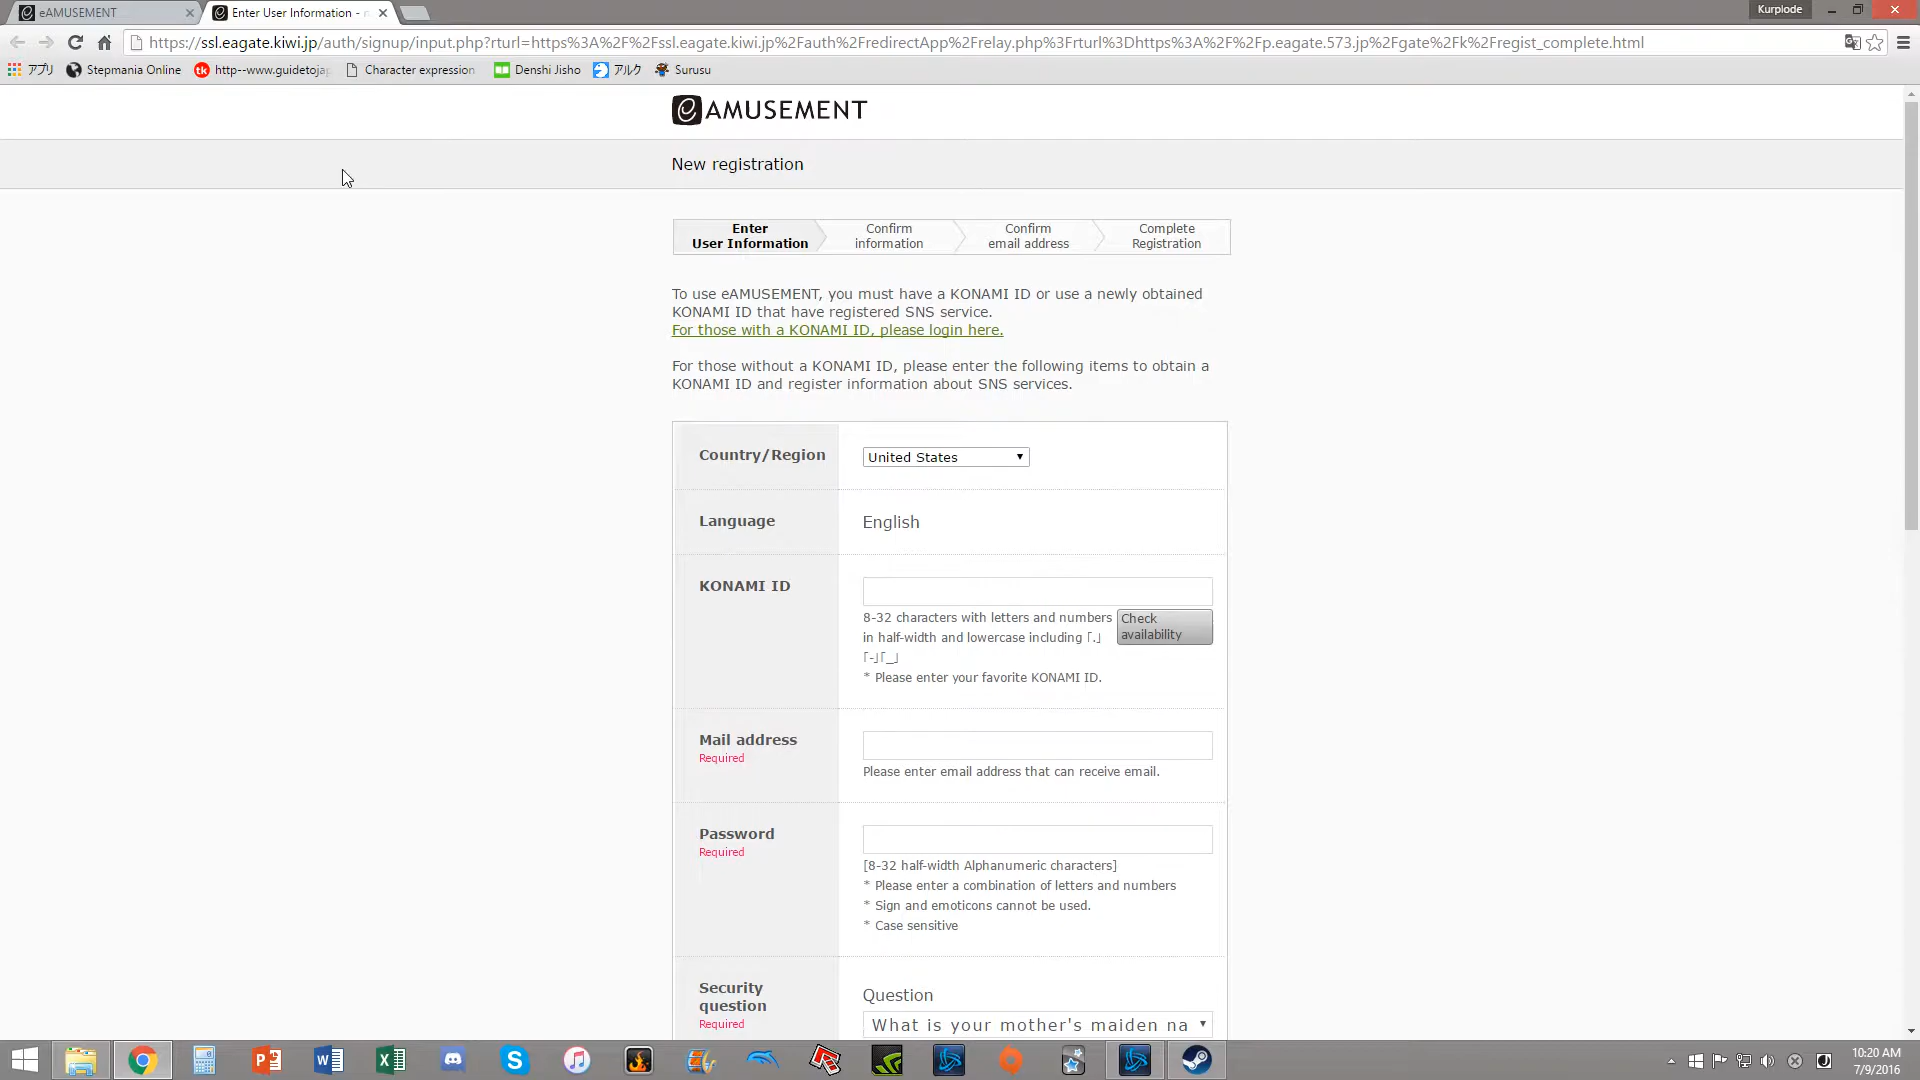 eAMUSEMENT
Enter User Information -
Kurplode
https://ssl.eagate.kiwi.jp/auth/signup/input.php?rturl=https%3A%2F%2Fssl.eagate.kiwi.jp%2Fauth%2FredirectApp%2Frelay.php%3Frturl%3Dhttps%3A%2F%2Fp.eagate.573.jp%2Fgate%2Fk%2Fregist_complete.html
アプリ Stepmania Online http--www.guidetojap Character expression Denshi Jisho アルク Surusu
eAMUSEMENT
New registration
Enter
User Information
Confirm
information
Confirm
email address
Complete
Registration
To use eAMUSEMENT, you must have a KONAMI ID or use a newly obtained
KONAMI ID that have registered SNS service.
For those with a KONAMI ID, please login here.
For those without a KONAMI ID, please enter the following items to obtain a
KONAMI ID and register information about SNS services.
Country/Region
United States
Language
English
KONAMI ID
8-32 characters with letters and numbers
in half-width and lowercase including「.」
「-」「_」
* Please enter your favorite KONAMI ID.
Check
availability
Mail address
Required
Please enter email address that can receive email.
Password
Required
[8-32 half-width Alphanumeric characters]
* Please enter a combination of letters and numbers
* Sign and emoticons cannot be used.
* Case sensitive
Security
question
Required
Question
What is your mother's maiden na
10:20 AM
7/9/2016